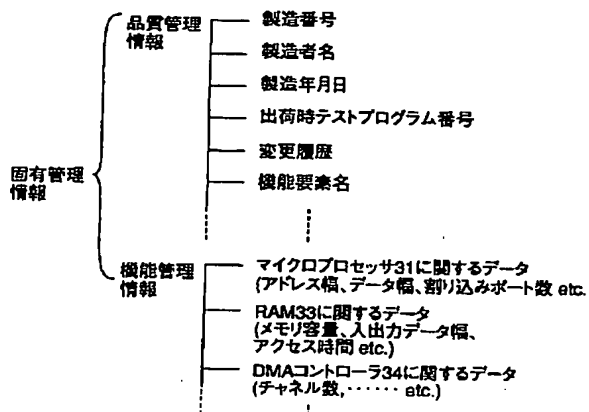 品質管理
情報
製造番号
製造者名
製造年月日
出荷時テストプログラム番号
変更履歴
機能要素名
固有管理
情報
機能管理
情報
マイクロプロセッサ31に関するデータ
(アドレス幅、データ幅、割り込みポート数 etc.
RAM33に関するデータ
(メモリ容量、入出力データ幅、
アクセス時間 etc.)
DMAコントローラ34に関するデータ
(チャネル数,・・・・・・ etc.)